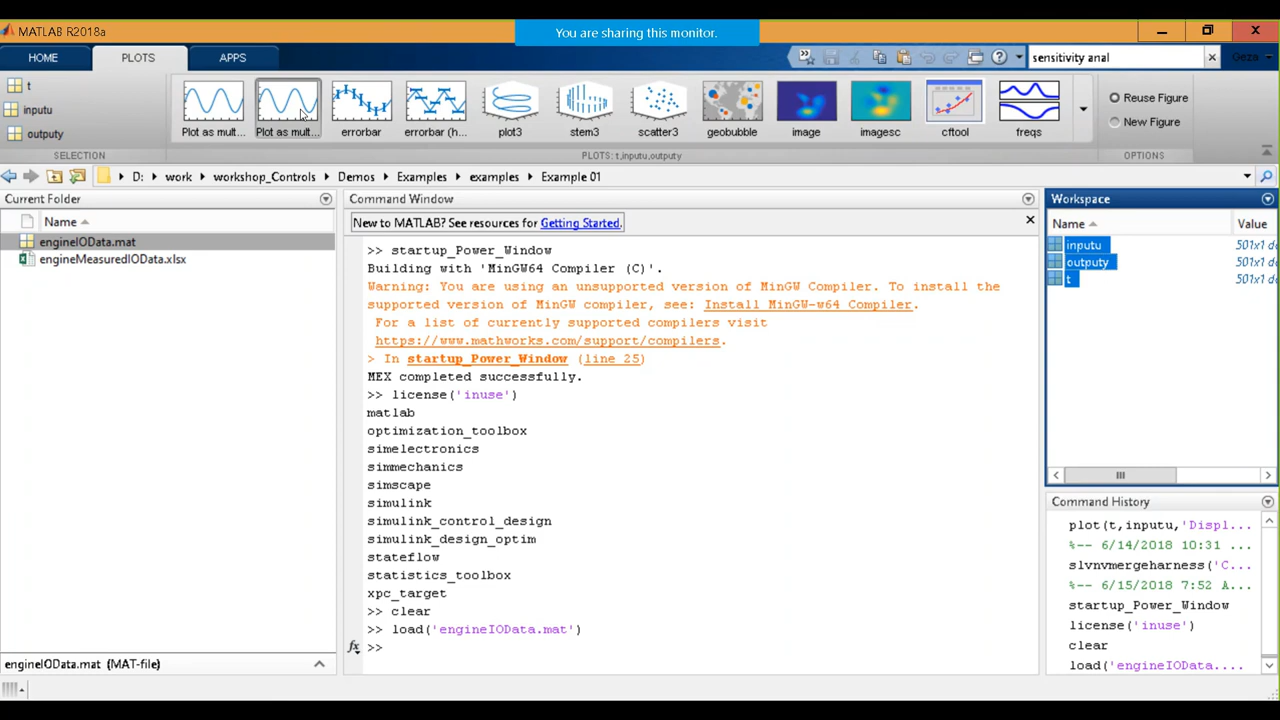 MATLAB R2018a
You are sharing this monitor.
HOME
PLOTS
APPS
sensitivity anal
t
inputu
outputy
SELECTION
Plot as mult...
Plot as mult...
errorbar
errorbar (h...
plot3
stem3
scatter3
geobubble
image
imagesc
cftool
freqs
PLOTS: t,inputu,outputy
Reuse Figure
New Figure
OPTIONS
D: work workshop_Controls Demos Examples examples Example 01
Current Folder
Name
engineIOData.mat
engineMeasuredIOData.xlsx
engineIOData.mat (MAT-file)
Command Window
New to MATLAB? See resources for Getting Started.
>> startup_Power_Window
Building with 'MinGW64 Compiler (C)'.
Warning: You are using an unsupported version of MinGW Compiler. To install the
supported version of MinGW compiler, see: Install MinGW-w64 Compiler.
For a list of currently supported compilers visit
https://www.mathworks.com/support/compilers.
> In startup_Power_Window (line 25)
MEX completed successfully.
>> license('inuse')
matlab
optimization_toolbox
simelectronics
simmechanics
simscape
simulink
simulink_control_design
simulink_design_optim
stateflow
statistics_toolbox
xpc_target
>> clear
>> load('engineIOData.mat')
fx >>
Workspace
Name Value
inputu 501x1 d
outputy 501x1 d
t 501x1 d
Command History
plot(t,inputu,'Displ...
%-- 6/14/2018 10:31 ...
slvnvmergeharness('C...
%-- 6/15/2018 7:52 A...
startup_Power_Window
license('inuse')
clear
load('engineIOData....